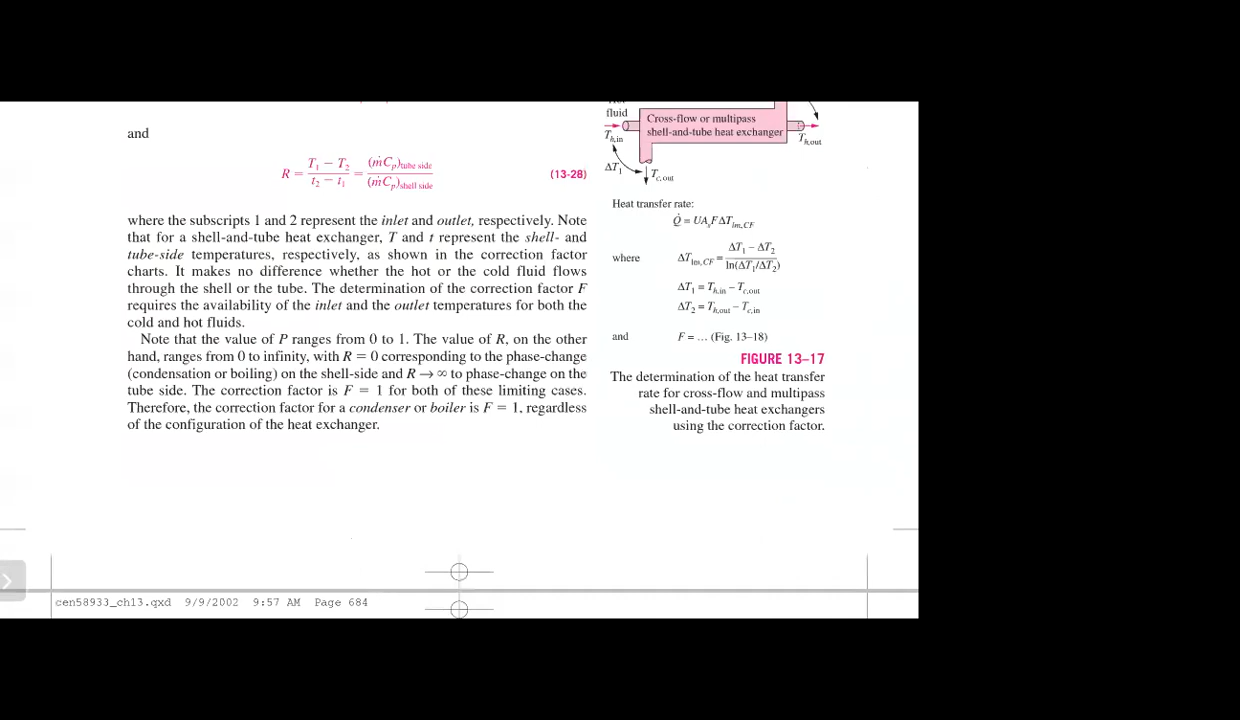 and
R = (T₁ − T₂)/(t₂ − t₁) = (ṁCₚ)tube side/(ṁCₚ)shell side (13-28)
where the subscripts 1 and 2 represent the inlet and outlet, respectively. Note
that for a shell-and-tube heat exchanger, T and t represent the shell- and
tube-side temperatures, respectively, as shown in the correction factor
charts. It makes no difference whether the hot or the cold fluid flows
through the shell or the tube. The determination of the correction factor F
requires the availability of the inlet and the outlet temperatures for both the
cold and hot fluids.
Note that the value of P ranges from 0 to 1. The value of R, on the other
hand, ranges from 0 to infinity, with R = 0 corresponding to the phase-change
(condensation or boiling) on the shell-side and R → ∞ to phase-change on the
tube side. The correction factor is F = 1 for both of these limiting cases.
Therefore, the correction factor for a condenser or boiler is F = 1, regardless
of the configuration of the heat exchanger.
fluid
Cross-flow or multipass
shell-and-tube heat exchanger
Th,in
Th,out
ΔT₁
Tc,out
Heat transfer rate:
Q̇ = UAₛFΔTlm,CF
where ΔTlm,CF = (ΔT₁ − ΔT₂)/ln(ΔT₁/ΔT₂)
ΔT₁ = Th,in − Tc,out
ΔT₂ = Th,out − Tc,in
and F = ... (Fig. 13–18)
FIGURE 13–17
The determination of the heat transfer
rate for cross-flow and multipass
shell-and-tube heat exchangers
using the correction factor.
cen58933_ch13.qxd 9/9/2002 9:57 AM Page 684